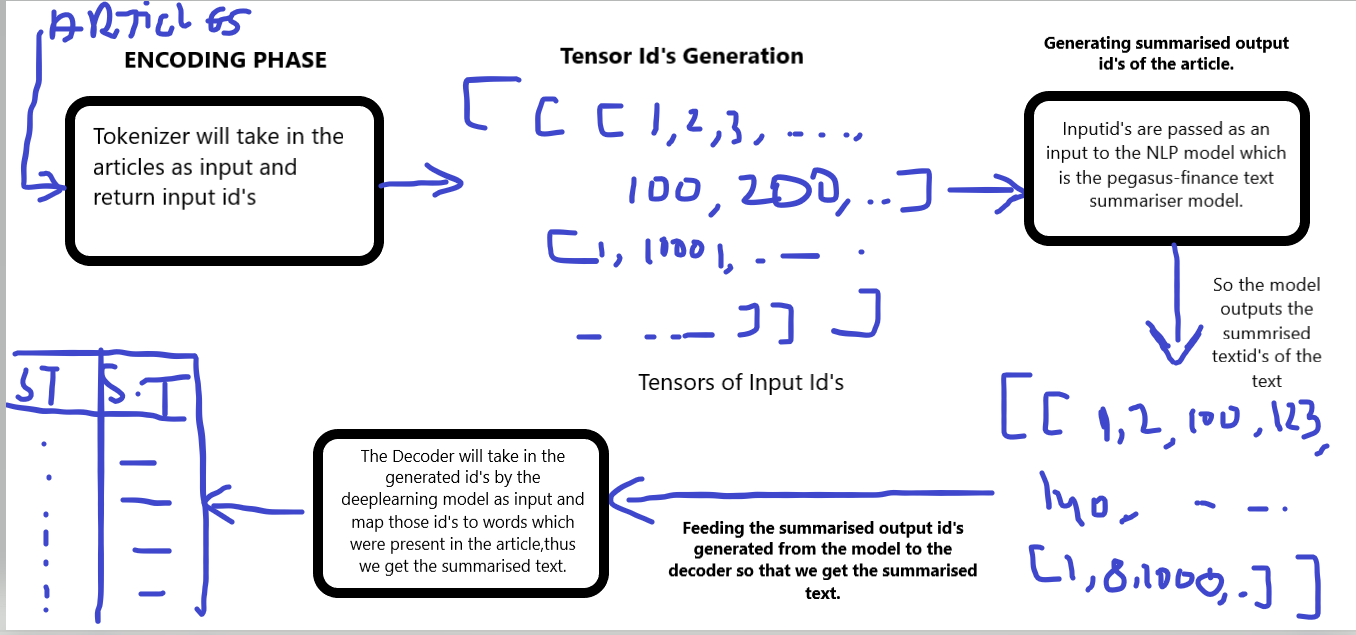 ARTICLES
ENCODING PHASE
Tokenizer will take in the
articles as input and
return input id's
Tensor Id's Generation
[ [ [ 1, 2, 3, - - - -,
100, 200, . . ]
[ 1, 1001, . — .
— - - — ] ] ]
Tensors of Input Id's
Generating summarised output
id's of the article.
Inputid's are passed as an
input to the NLP model which
is the pegasus-finance text
summariser model.
So the model
outputs the
summrised
textid's of the
text
[ [ 1, 2, 100, 123,
140, - - .
[ 1, 8, 1000, . ] ]
Feeding the summarised output id's
generated from the model to the
decoder so that we get the summarised
text.
The Decoder will take in the
generated id's by the
deeplearning model as input and
map those id's to words which
were present in the article,thus
we get the summarised text.
ST S.T